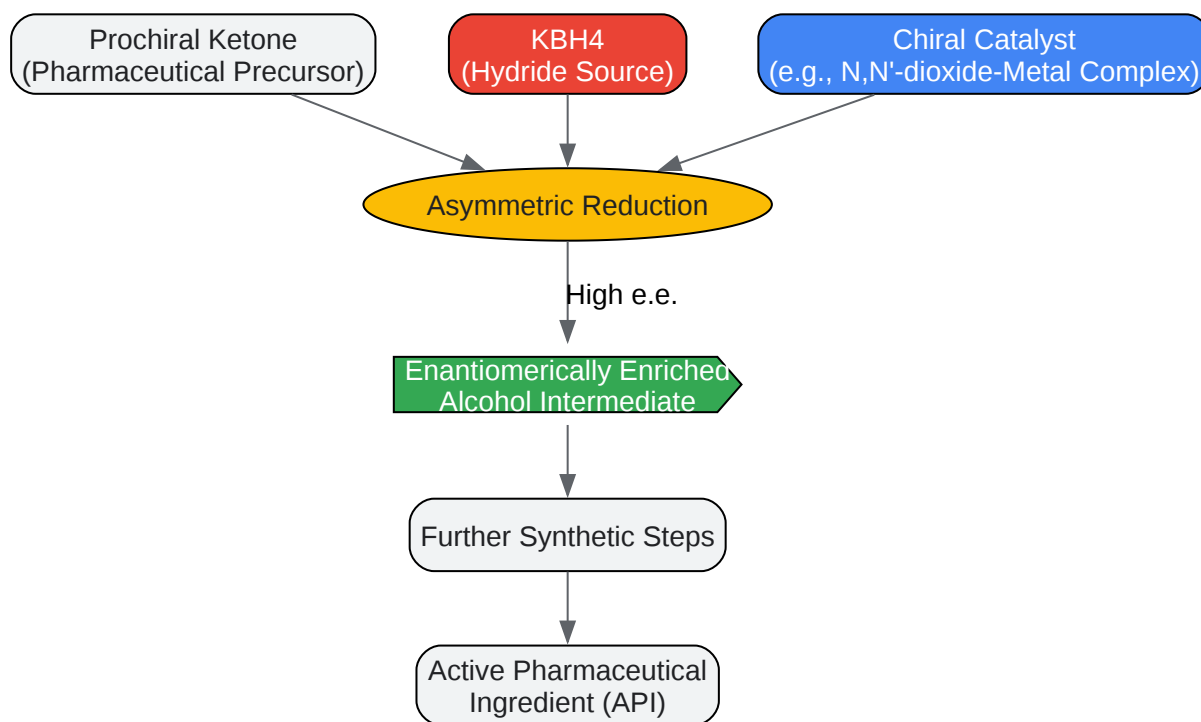 Prochiral Ketone
(Pharmaceutical Precursor)
KBH4
(Hydride Source)
Chiral Catalyst
(e.g., N,N'-dioxide-Metal Complex)
Asymmetric Reduction
High e.e.
Enantiomerically Enriched
Alcohol Intermediate
Further Synthetic Steps
Active Pharmaceutical
Ingredient (API)